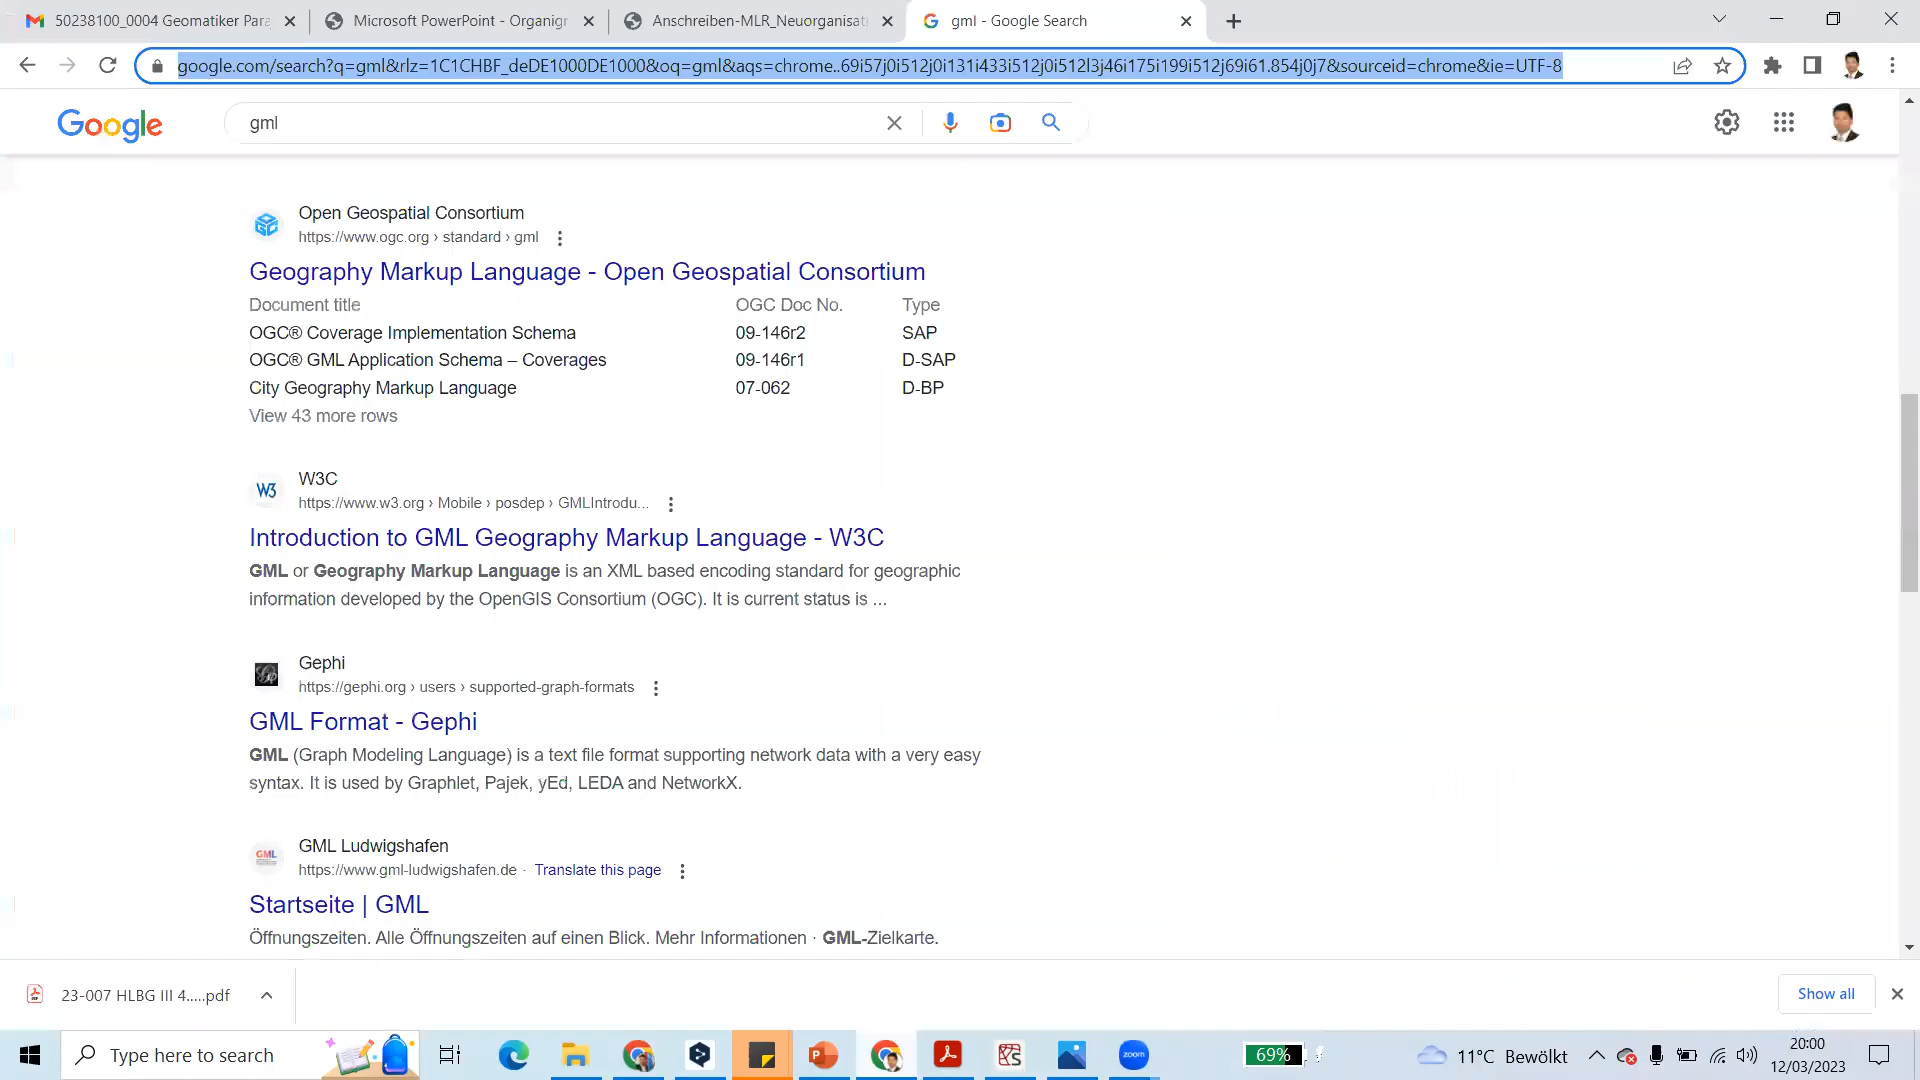 50238100_0004 Geomatiker Para
Microsoft PowerPoint - Organigr
Anschreiben-MLR_Neuorganisat
gml - Google Search
google.com/search?q=gml&rlz=1C1CHBF_deDE1000DE1000&oq=gml&aqs=chrome..69i57j0i512j0i131i433i512j0i512l3j46i175i199i512j69i61.854j0j7&sourceid=chrome&ie=UTF-8
Google
gml
Open Geospatial Consortium
https://www.ogc.org › standard › gml
Geography Markup Language - Open Geospatial Consortium
Document title OGC Doc No. Type
OGC® Coverage Implementation Schema 09-146r2 SAP
OGC® GML Application Schema – Coverages 09-146r1 D-SAP
City Geography Markup Language 07-062 D-BP
View 43 more rows
W3C
https://www.w3.org › Mobile › posdep › GMLIntrodu...
Introduction to GML Geography Markup Language - W3C
GML or Geography Markup Language is an XML based encoding standard for geographic
information developed by the OpenGIS Consortium (OGC). It is current status is ...
Gephi
https://gephi.org › users › supported-graph-formats
GML Format - Gephi
GML (Graph Modeling Language) is a text file format supporting network data with a very easy
syntax. It is used by Graphlet, Pajek, yEd, LEDA and NetworkX.
GML Ludwigshafen
https://www.gml-ludwigshafen.de · Translate this page
Startseite | GML
Öffnungszeiten. Alle Öffnungszeiten auf einen Blick. Mehr Informationen · GML-Zielkarte.
23-007 HLBG III 4.....pdf
Show all
Type here to search
zoom
69%
11°C Bewölkt
20:00
12/03/2023